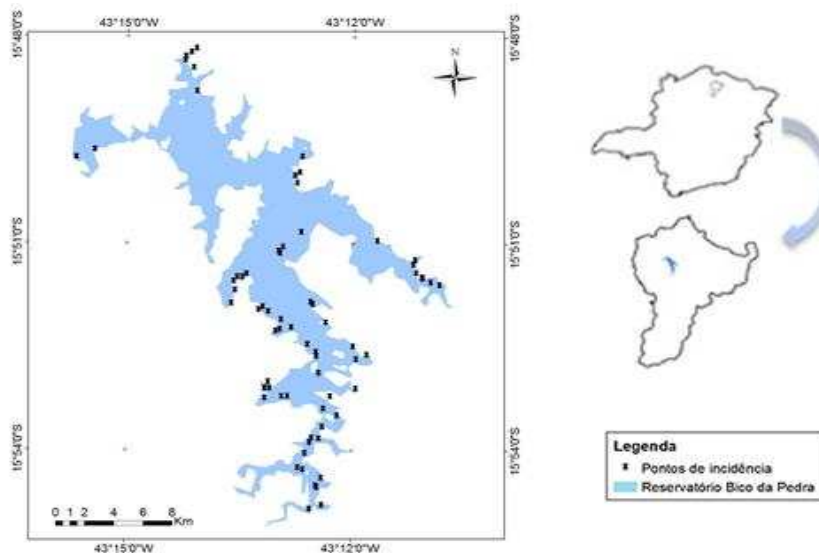 43°15'0"W 43°12'0"W
15°48'0"S 15°48'0"S
N
15°51'0"S 15°51'0"S
15°54'0"S 15°54'0"S
0 1 2 4 6 8
Km
43°15'0"W 43°12'0"W
Legenda
Pontos de incidência
Reservatório Bico da Pedra